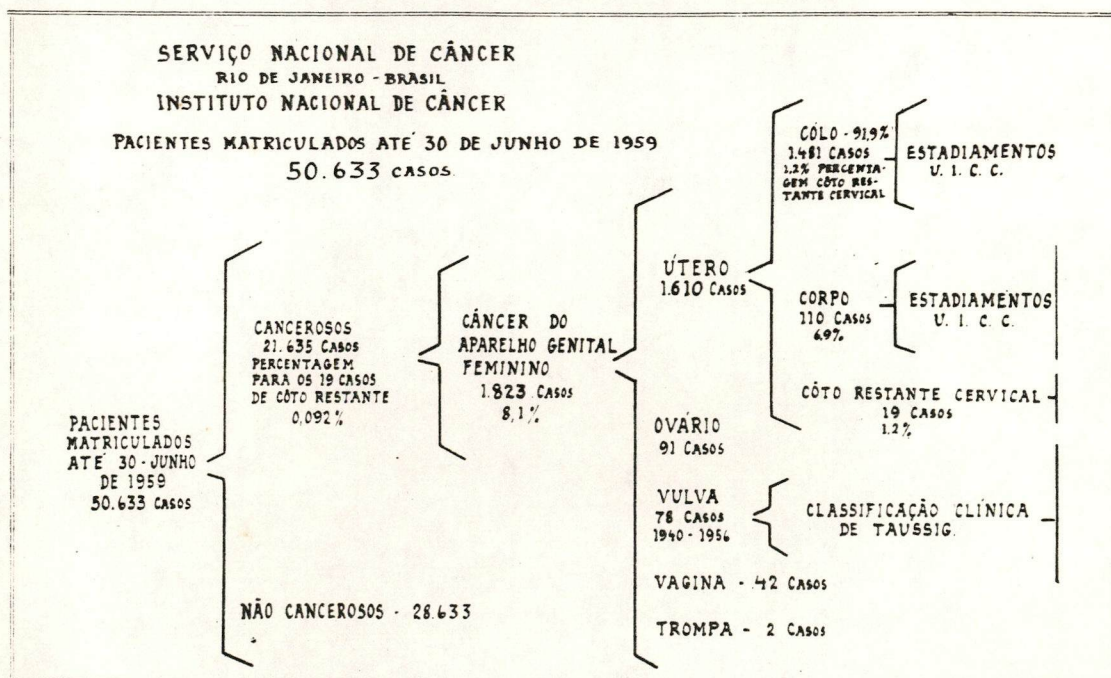 SERVIÇO NACIONAL DE CÂNCER
RIO DE JANEIRO - BRASIL
INSTITUTO NACIONAL DE CÂNCER
PACIENTES MATRICULADOS ATÉ 30 DE JUNHO DE 1959
50.633 CASOS.
PACIENTES
MATRICULADOS
ATÉ 30 - JUNHO
DE 1959
50.633 CASOS
CANCEROSOS
21.635 CASOS
PERCENTAGEM
PARA OS 19 CASOS
DE CÔTO RESTANTE
0,092%
NÃO CANCEROSOS - 28.633
CÂNCER DO
APARELHO GENITAL
FEMININO
1.823 CASOS
8,1%
ÚTERO
1.610 CASOS
CÓLO - 91,9%
1.481 CASOS
1,2% PERCENTA-
GEM CÔTO RES-
TANTE CERVICAL
ESTADIAMENTOS
U. I. C. C.
CORPO
110 CASOS
6,9%
ESTADIAMENTOS
U. I. C. C.
CÔTO RESTANTE CERVICAL
19 CASOS
1,2%
OVÁRIO
91 CASOS
VULVA
78 CASOS
1940 - 1956
CLASSIFICAÇÃO CLÍNICA
DE TAUSSIG.
VAGINA - 42 CASOS
TROMPA - 2 CASOS